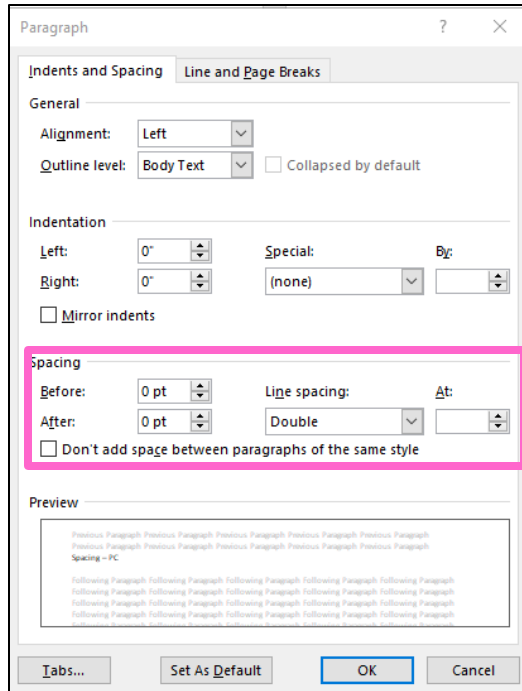 Paragraph ?
Indents and Spacing Line and Page Breaks
General
Alignment: Left
Outline level: Body Text Collapsed by default
Indentation
Left: 0" Special: By:
Right: 0" (none)
Mirror indents
Spacing
Before: 0 pt Line spacing: At:
After: 0 pt Double
Don't add space between paragraphs of the same style
Preview
Previous Paragraph Previous Paragraph Previous Paragraph Previous Paragraph Previous Paragraph
Previous Paragraph Previous Paragraph Previous Paragraph Previous Paragraph Previous Paragraph
Spacing – PC
Following Paragraph Following Paragraph Following Paragraph Following Paragraph Following Paragraph
Following Paragraph Following Paragraph Following Paragraph Following Paragraph Following Paragraph
Following Paragraph Following Paragraph Following Paragraph Following Paragraph Following Paragraph
Following Paragraph Following Paragraph Following Paragraph Following Paragraph Following Paragraph
Tabs... Set As Default OK Cancel